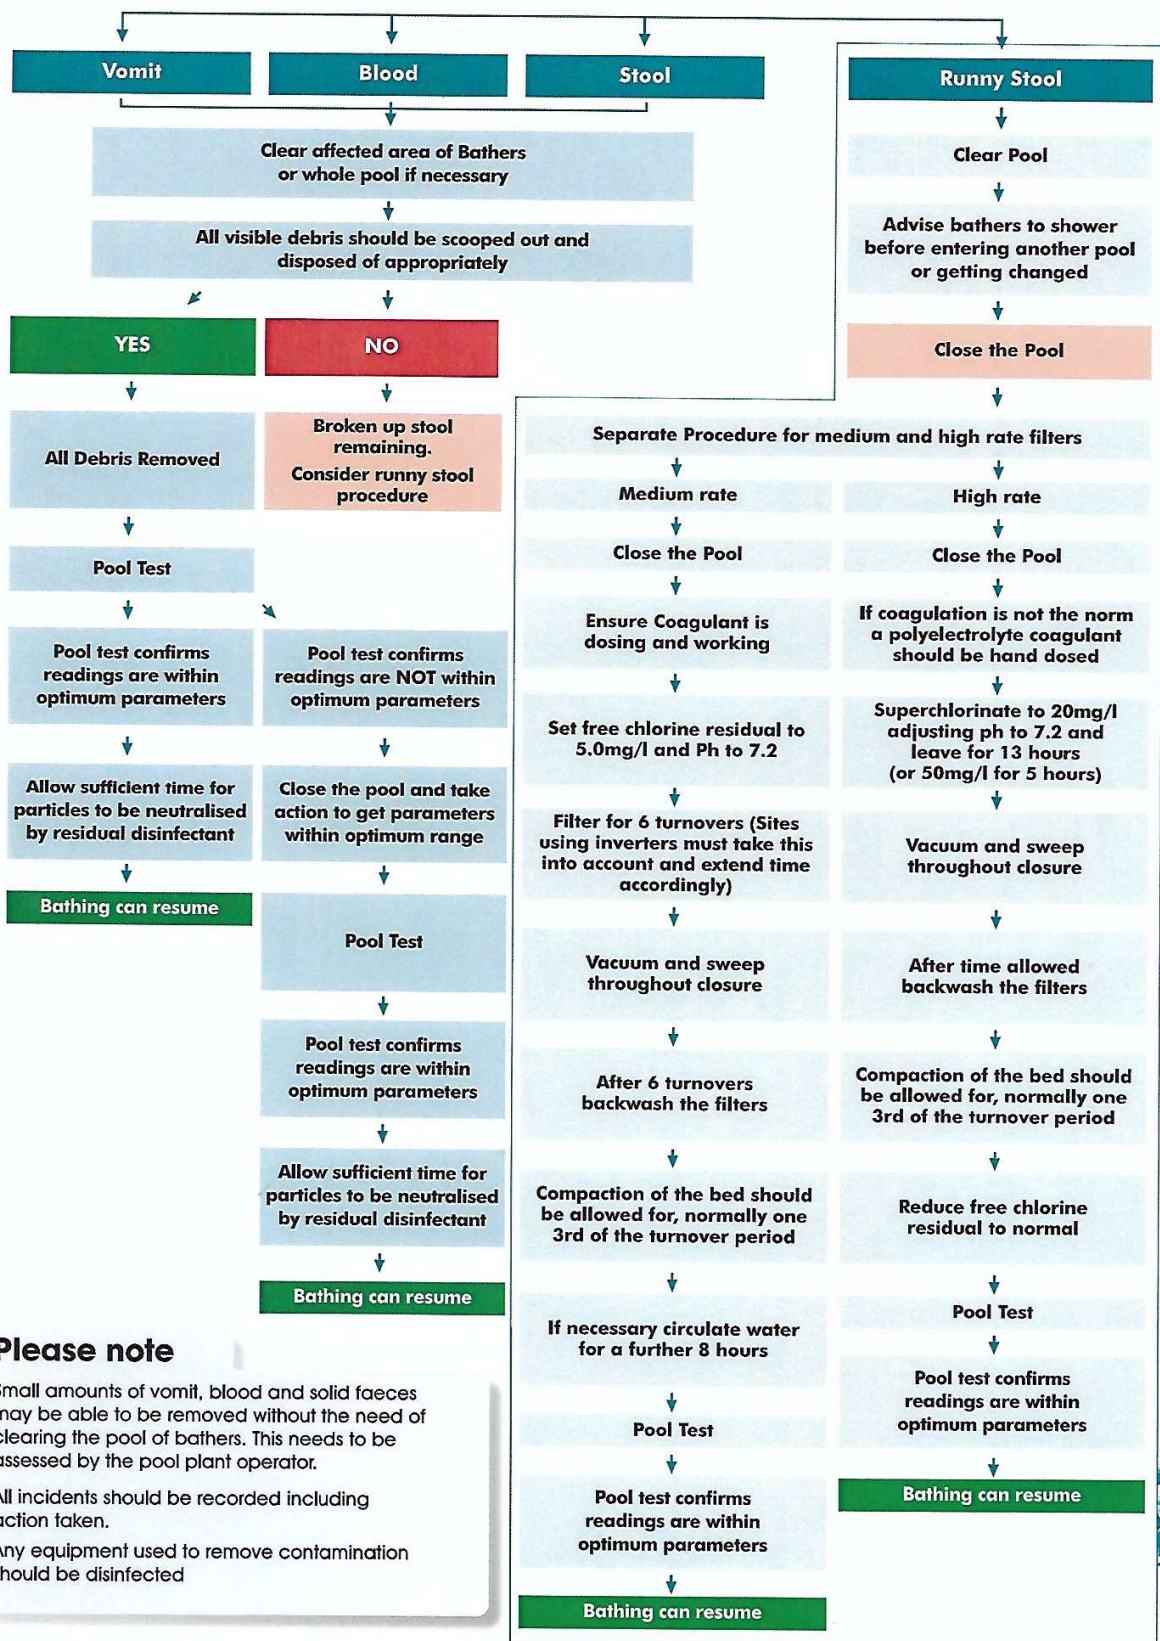 Vomit
Blood
Stool
Clear affected area of Bathers
or whole pool if necessary
All visible debris should be scooped out and
disposed of appropriately
YES
All Debris Removed
Pool Test
Pool test confirms
readings are within
optimum parameters
Allow sufficient time for
particles to be neutralised
by residual disinfectant
Bathing can resume
NO
Broken up stool
remaining.
Consider runny stool
procedure
Pool test confirms
readings are NOT within
optimum parameters
Close the pool and take
action to get parameters
within optimum range
Pool Test
Pool test confirms
readings are within
optimum parameters
Allow sufficient time for
particles to be neutralised
by residual disinfectant
Bathing can resume
Runny Stool
Clear Pool
Advise bathers to shower
before entering another pool
or getting changed
Close the Pool
Separate Procedure for medium and high rate filters
Medium rate
Close the Pool
Ensure Coagulant is
dosing and working
Set free chlorine residual to
5.0mg/l and Ph to 7.2
Filter for 6 turnovers (Sites
using inverters must take this
into account and extend time
accordingly)
Vacuum and sweep
throughout closure
After 6 turnovers
backwash the filters
Compaction of the bed should
be allowed for, normally one
3rd of the turnover period
If necessary circulate water
for a further 8 hours
Pool Test
Pool test confirms
readings are within
optimum parameters
Bathing can resume
High rate
Close the Pool
If coagulation is not the norm
a polyelectrolyte coagulant
should be hand dosed
Superchlorinate to 20mg/l
adjusting ph to 7.2 and
leave for 13 hours
(or 50mg/l for 5 hours)
Vacuum and sweep
throughout closure
After time allowed
backwash the filters
Compaction of the bed should
be allowed for, normally one
3rd of the turnover period
Reduce free chlorine
residual to normal
Pool Test
Pool test confirms
readings are within
optimum parameters
Bathing can resume
Please note
Small amounts of vomit, blood and solid faeces
may be able to be removed without the need of
clearing the pool of bathers. This needs to be
assessed by the pool plant operator.
All incidents should be recorded including
action taken.
Any equipment used to remove contamination
should be disinfected